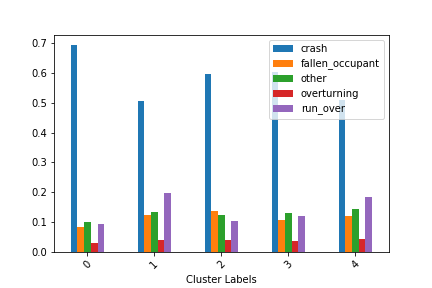 0.7
0.6
0.5
0.4
0.3
0.2
0.1
0.0
crash
fallen_occupant
other
overturning
run_over
0 1 2 3 4
Cluster Labels